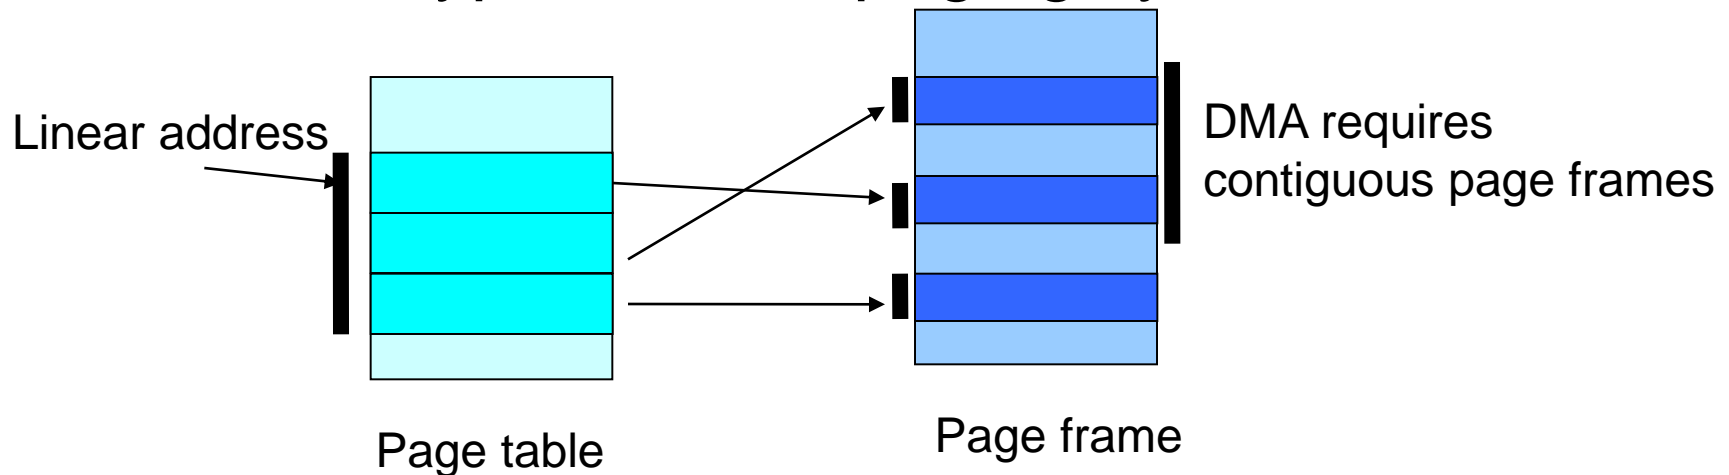 Linear address
DMA requires
contiguous page frames
Page table
Page frame